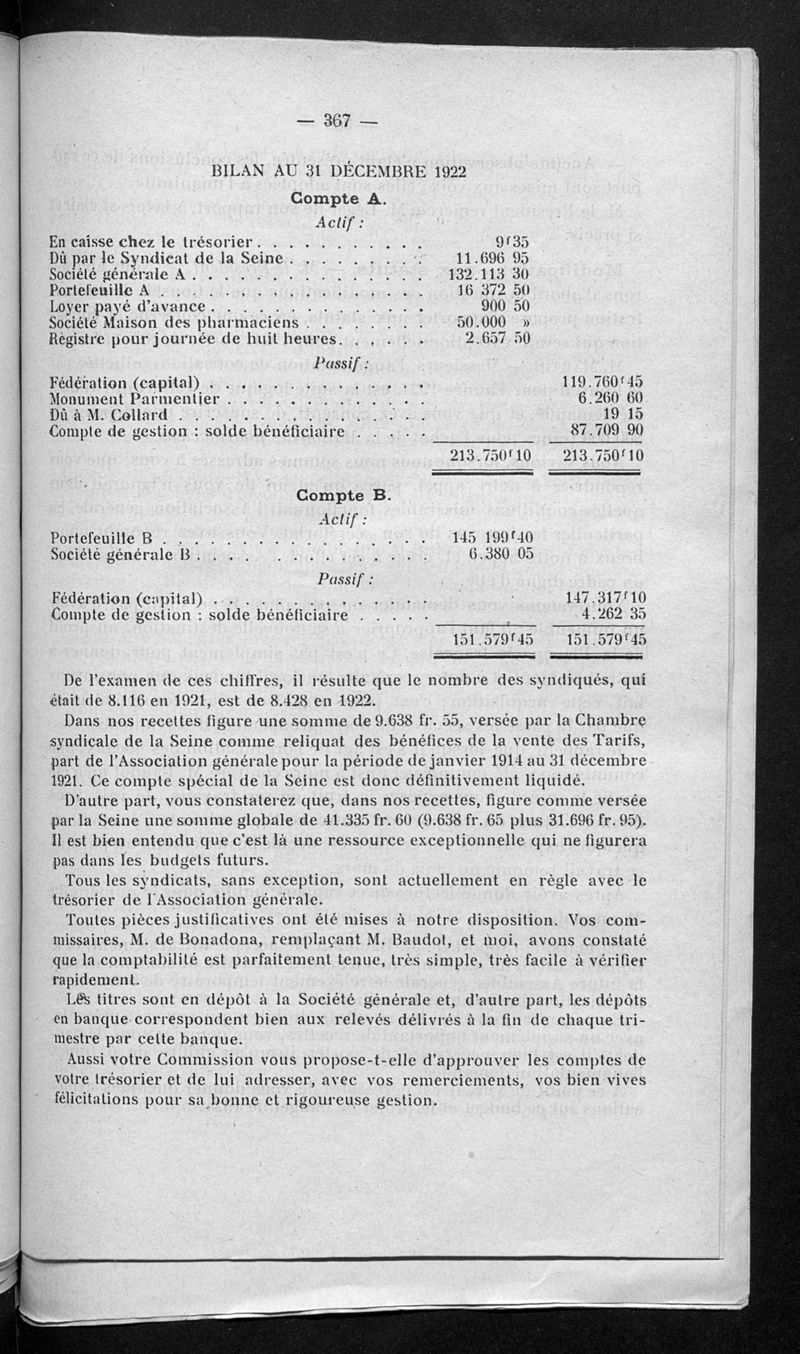 — 367 —
BILAN AU 31 DÉCEMBRE 1922
Compte A.
Actif :
En caisse chez le trésorier . . . . . . . . . . . 9f35
Dû par le Syndicat de la Seine . . . . . . . . . 11.696 95
Société générale A . . . . . . . . . . . . . . . 132.113 30
Portefeuille A . . . . . . . . . . . . . . . . . 16 372 50
Loyer payé d'avance . . . . . . . . . . . . . . 900 50
Société Maison des pharmaciens . . . . . . . . 50.000 »
Régistre pour journée de huit heures. . . . . . 2.657 50
Passif :
Fédération (capital) . . . . . . . . . . . . . . 119.760f45
Monument Parmentier . . . . . . . . . . . . . 6.260 60
Dû à M. Collard . . . . . . . . . . . . . . . . 19 15
Compte de gestion : solde bénéficiaire . . . . . 87.709 90
213.750f10 213.750f10
Compte B.
Actif :
Portefeuille B . . . . . . . . . . . . . . . . . 145 199f40
Société générale B . . . . . . . . . . . . . . 6.380 05
Passif :
Fédération (capital) . . . . . . . . . . . . . . 147.317f10
Compte de gestion : solde bénéficiaire . . . . . 4.262 35
151.579f45 151.579f45
De l'examen de ces chiffres, il résulte que le nombre des syndiqués, qui
était de 8.116 en 1921, est de 8.428 en 1922.
Dans nos recettes figure une somme de 9.638 fr. 55, versée par la Chambre
syndicale de la Seine comme reliquat des bénéfices de la vente des Tarifs,
part de l'Association générale pour la période de janvier 1914 au 31 décembre
1921. Ce compte spécial de la Seine est donc définitivement liquidé.
D'autre part, vous constaterez que, dans nos recettes, figure comme versée
par la Seine une somme globale de 41.335 fr. 60 (9.638 fr. 65 plus 31.696 fr. 95).
Il est bien entendu que c'est là une ressource exceptionnelle qui ne figurera
pas dans les budgets futurs.
Tous les syndicats, sans exception, sont actuellement en règle avec le
trésorier de l'Association générale.
Toutes pièces justificatives ont été mises à notre disposition. Vos com-
missaires, M. de Bonadona, remplaçant M. Baudot, et moi, avons constaté
que la comptabilité est parfaitement tenue, très simple, très facile à vérifier
rapidement.
Les titres sont en dépôt à la Société générale et, d'autre part, les dépôts
en banque correspondent bien aux relevés délivrés à la fin de chaque tri-
mestre par cette banque.
Aussi votre Commission vous propose-t-elle d'approuver les comptes de
votre trésorier et de lui adresser, avec vos remerciements, vos bien vives
félicitations pour sa bonne et rigoureuse gestion.